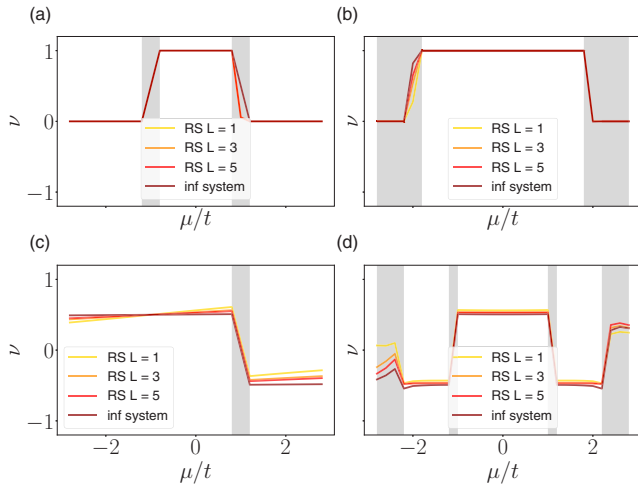 (a)
(b)
1
0
−1
ν
RS L = 1
RS L = 3
RS L = 5
inf system
μ/t
1
0
−1
ν
RS L = 1
RS L = 3
RS L = 5
inf system
μ/t
(c)
(d)
1
0
−1
ν
RS L = 1
RS L = 3
RS L = 5
inf system
−2
0
2
μ/t
1
0
−1
ν
RS L = 1
RS L = 3
RS L = 5
inf system
−2
0
2
μ/t